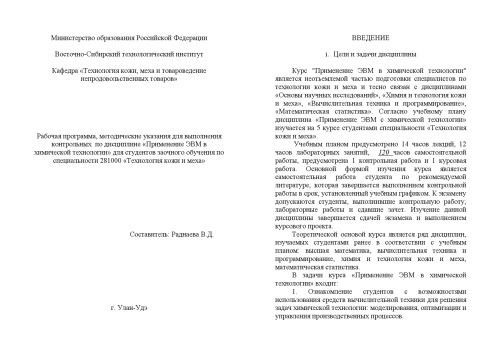 Министерство образования Российской Федерации
Восточно-Сибирский технологический институт
Кафедра «Технология кожи, меха и товароведение
непродовольственных товаров»
Рабочая программа, методические указания для выполнения
контрольных по дисциплине «Применение ЭВМ в
химической технологии» для студентов заочного обучения по
специальности 281000 «Технология кожи и меха»
Составитель: Раднаева В.Д.
г. Улан-Удэ
ВВЕДЕНИЕ
1. Цели и задачи дисциплины
Курс "Применение ЭВМ в химической технологии"
является неотъемлемой частью подготовки специалистов по
технологии кожи и меха и тесно связан с дисциплинами
«Основы научных исследований», «Химия и технология кожи
и меха», «Вычислительная техника и программирование»,
«Математическая статистика». Согласно учебному плану
дисциплина «Применение ЭВМ с химической технологии»
изучается на 5 курсе студентами специальности «Технология
кожи и меха».
Учебным планом предусмотрено 14 часов лекций, 12
часов лабораторных занятий, 120 часов самостоятельной
работы, предусмотрена 1 контрольная работа и 1 курсовая
работа. Основной формой изучения курса является
самостоятельная работа студента по рекомендуемой
литературе, которая завершается выполнением контрольной
работы в срок, установленный учебным графиком. К экзамену
допускаются студенты, выполнившие контрольную работу,
лабораторные работы и сдавшие зачет. Изучение данной
дисциплины завершается сдачей экзамена и выполнением
курсового проекта.
Теоретической основой курса является ряд дисциплин,
изучаемых студентами ранее в соответствии с учебным
планом: высшая математика, вычислительная техника и
программирование, химия и технология кожи и меха,
математическая статистика.
В задачи курса «Применение ЭВМ в химической
технологии» входит:
1. Ознакомление студентов с возможностями
использования средств вычислительной техники для решения
задач химической технологии: моделирования, оптимизации и
управления производственных процессов.